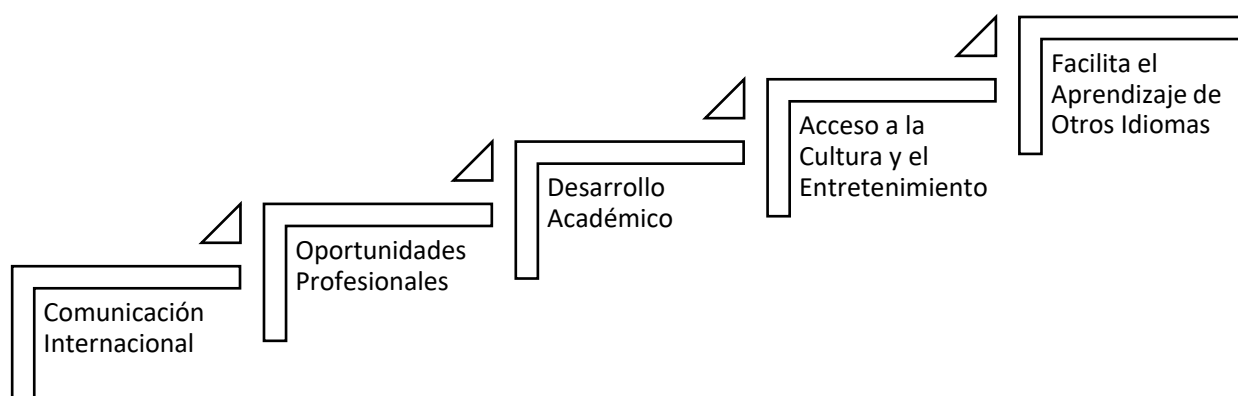 Comunicación
Internacional
Oportunidades
Profesionales
Desarrollo
Académico
Acceso a la
Cultura y el
Entretenimiento
Facilita el
Aprendizaje de
Otros Idiomas